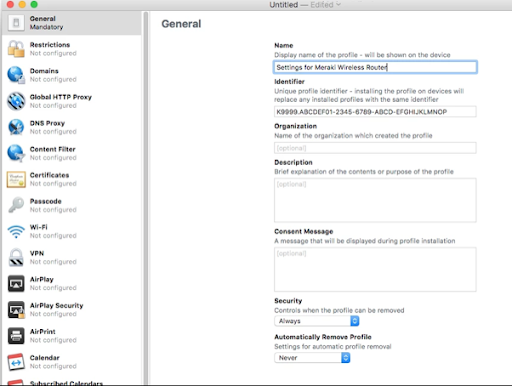 Untitled — Edited
General
Mandatory
Restrictions
Not configured
Domains
Not configured
Global HTTP Proxy
Not configured
DNS Proxy
Not configured
Content Filter
Not configured
Certificates
Not configured
Passcode
Not configured
Wi-Fi
Not configured
VPN
Not configured
AirPlay
Not configured
AirPlay Security
Not configured
AirPrint
Not configured
Calendar
Not configured
Subscribed Calendars
General
Name
Display name of the profile - will be shown on the device
Settings for Meraki Wireless Router
Identifier
Unique profile identifier - installing the profile on devices will
replace any installed profiles with the same identifier
K9999.ABCDEF01-2345-6789-ABCD-EFGHIJKLMNOP
Organization
Name of the organization which created the profile
[optional]
Description
Brief explanation of the contents or purpose of the profile
[optional]
Consent Message
A message that will be displayed during profile installation
[optional]
Security
Controls when the profile can be removed
Always
Automatically Remove Profile
Settings for automatic profile removal
Never